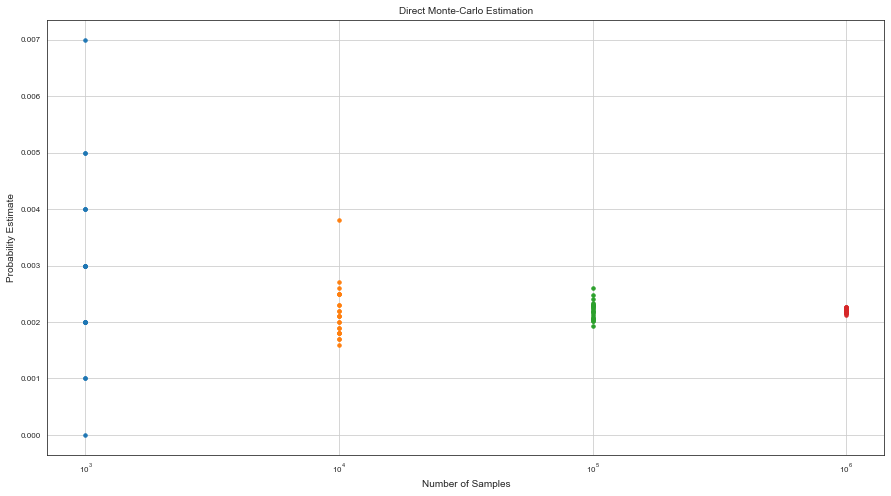 Direct Monte-Carlo Estimation
Probability Estimate
0.007
0.006
0.005
0.004
0.003
0.002
0.001
0.000
10³ 10⁴ 10⁵ 10⁶
Number of Samples